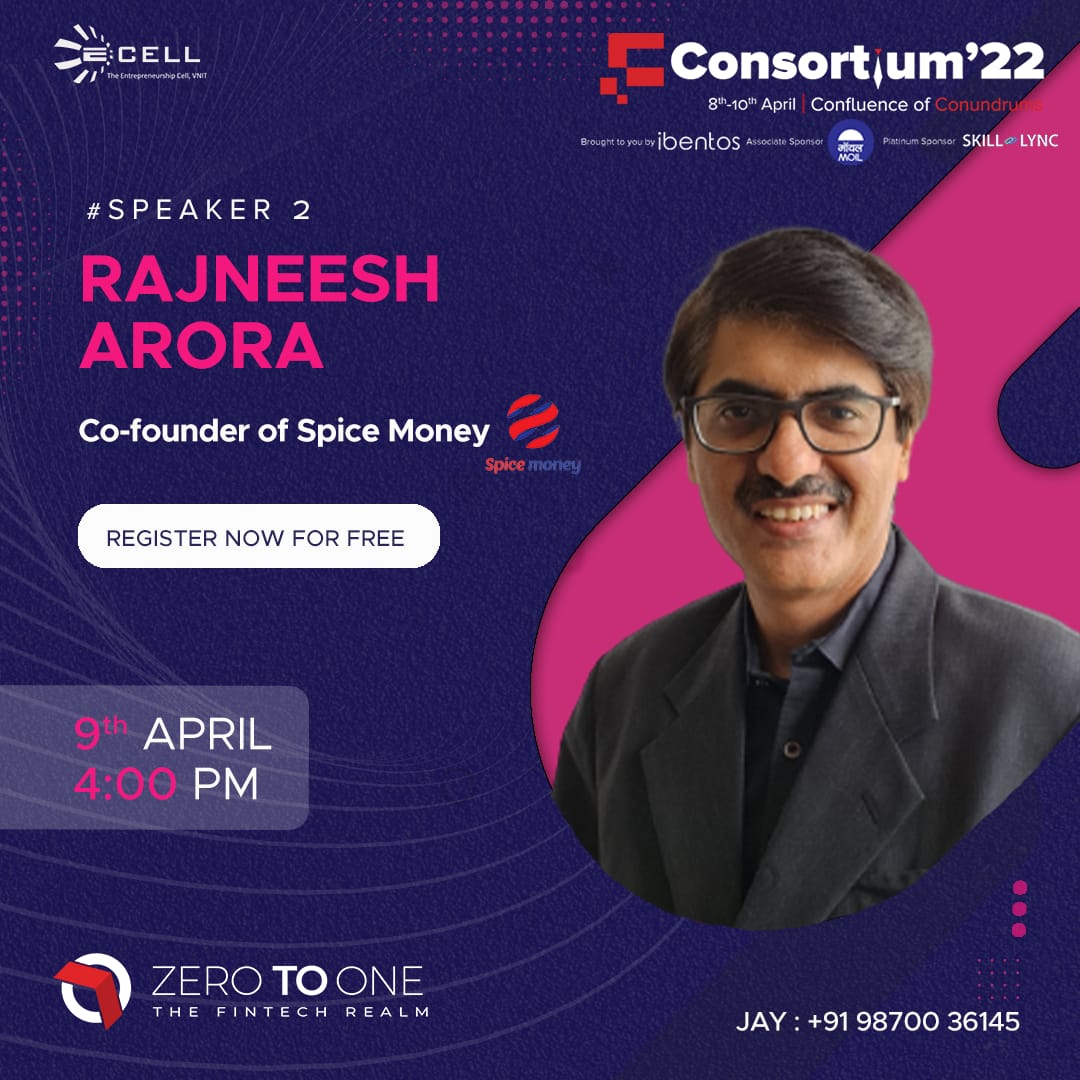 E-CELL
The Entrepreneurship Cell, VNIT
Consortium'22
8th-10th April | Confluence of Conundrums
Brought to you by ibentos Associate Sponsor मॉयल MOIL Platinum Sponsor SKILL LYNC
#SPEAKER 2
RAJNEESH
ARORA
Co-founder of Spice Money
Spice money
REGISTER NOW FOR FREE
9th APRIL
4:00 PM
ZERO TO ONE
THE FINTECH REALM
JAY : +91 98700 36145